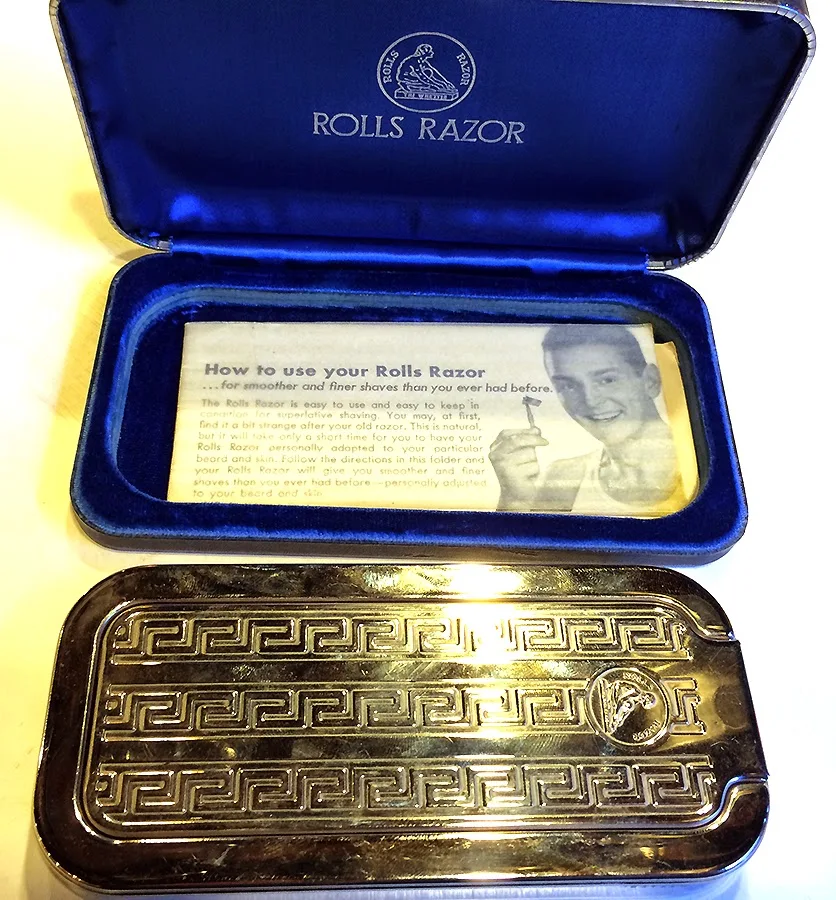 ROLLS RAZOR
THE WHETTER
ROLLS RAZOR
How to use your Rolls Razor
...for smoother and finer shaves than you ever had before.
The Rolls Razor is easy to use and easy to keep in
condition for superlative shaving. You may, at first,
find it a bit strange after your old razor. This is natural,
but it will take only a short time for you to have your
Rolls Razor personally adapted to your particular
beard and skin. Follow the directions in this folder and
your Rolls Razor will give you smoother and finer
shaves than you ever had before—personally adjusted
to your beard and skin.
ROLLS RAZOR